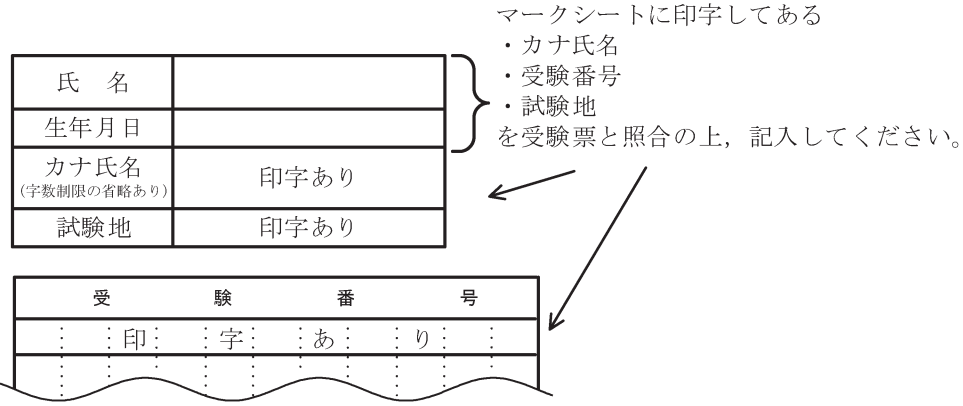 マークシートに印字してある
・カナ氏名
・受験番号
・試験地
を受験票と照合の上，記入してください。
氏　名
生年月日
カナ氏名
（字数制限の省略あり）
印字あり
試験地
印字あり
受　験　番　号
印　字　あ　り